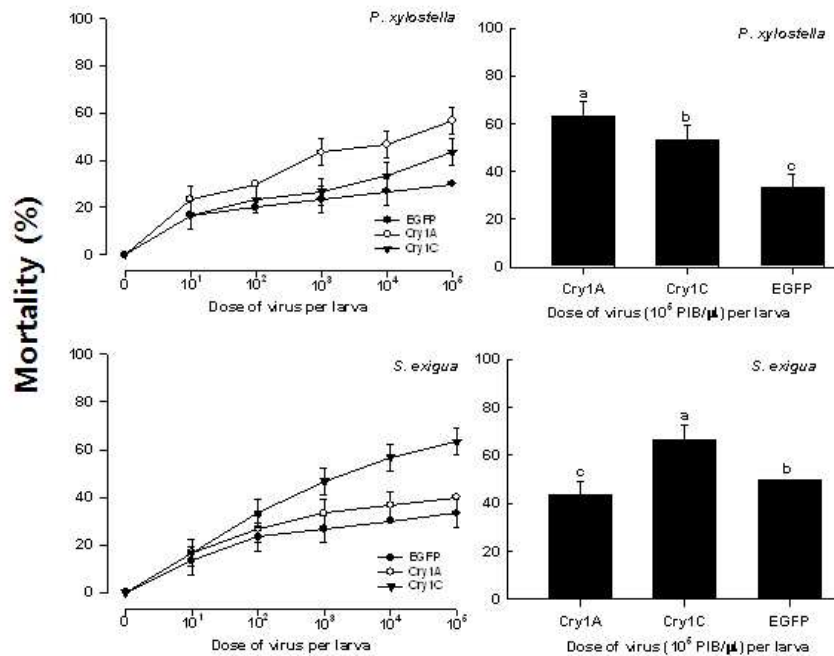 Mortality (%)
P. xylostella
100
80
60
40
20
0
EGFP
Cry1A
Cry1C
0 10¹ 10² 10³ 10⁴ 10⁵
Dose of virus per larva
P. xylostella
100
80
60
40
20
0
a
b
c
Cry1A Cry1C EGFP
Dose of virus (10⁵ PIB/μl) per larva
S. exigua
100
80
60
40
20
0
EGFP
Cry1A
Cry1C
0 10¹ 10² 10³ 10⁴ 10⁵
Dose of virus per larva
S. exigua
100
80
60
40
20
0
c
a
b
Cry1A Cry1C EGFP
Dose of virus (10⁵ PIB/μl) per larva